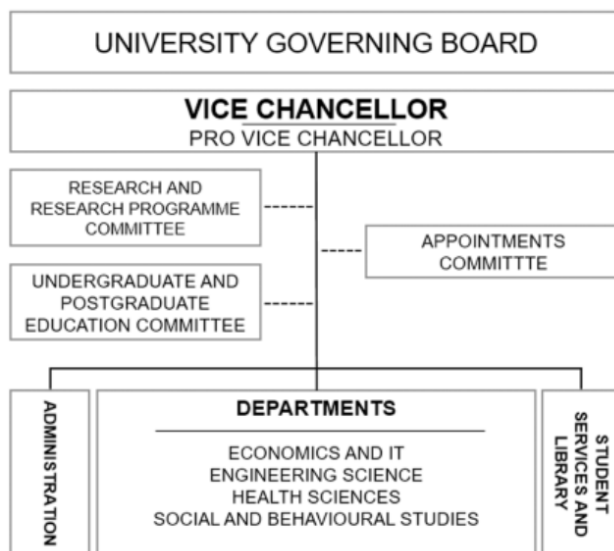 UNIVERSITY GOVERNING BOARD
VICE CHANCELLOR
PRO VICE CHANCELLOR
RESEARCH AND
RESEARCH PROGRAMME
COMMITTEE
APPOINTMENTS
COMMITTTE
UNDERGRADUATE AND
POSTGRADUATE
EDUCATION COMMITTEE
ADMINISTRATION
DEPARTMENTS
ECONOMICS AND IT
ENGINEERING SCIENCE
HEALTH SCIENCES
SOCIAL AND BEHAVIOURAL STUDIES
STUDENT
SERVICES AND
LIBRARY